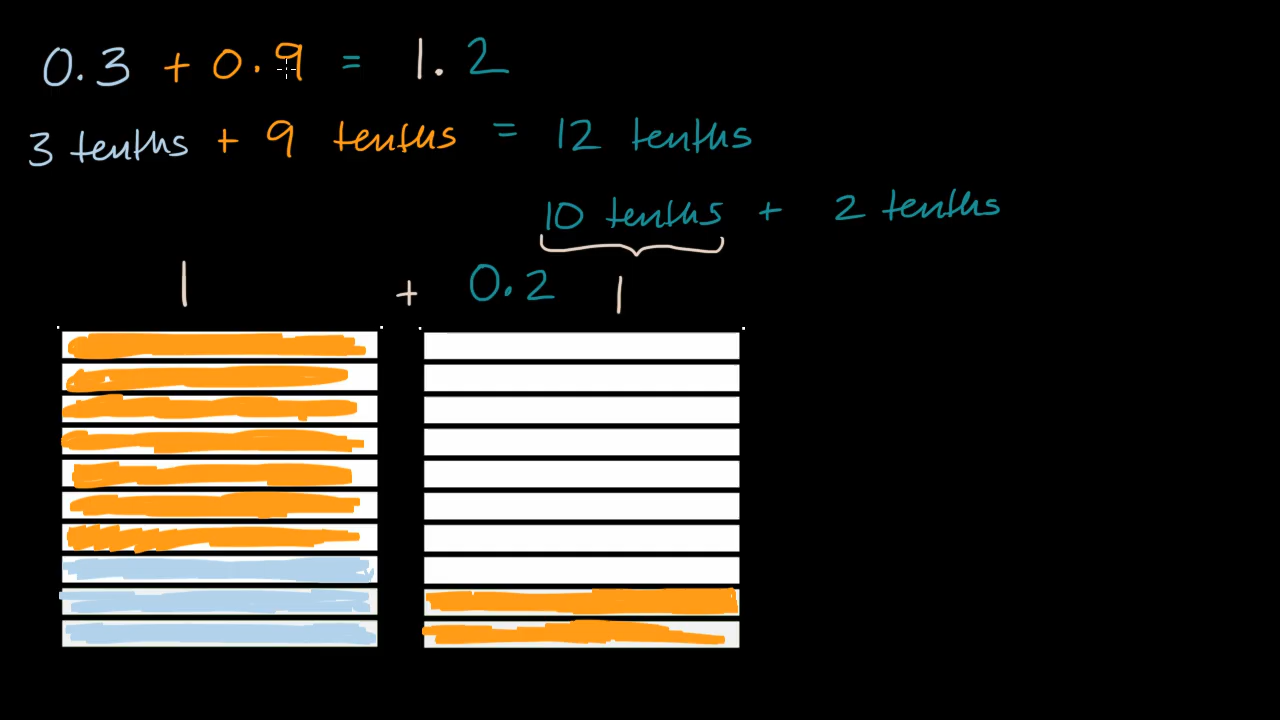 0.3 + 0.9 = 1.2
3 tenths + 9 tenths = 12 tenths
10 tenths + 2 tenths
1 + 0.2 1